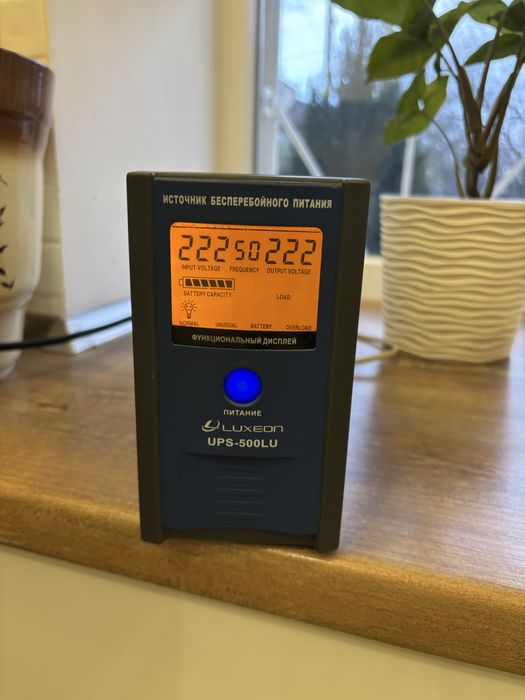 ИСТОЧНИК БЕСПЕРЕБОЙНОГО ПИТАНИЯ
222 50 222
INPUT VOLTAGE FREQUENCY OUTPUT VOLTAGE
BATTERY CAPACITY LOAD
NORMAL UNUSUAL BATTERY OVERLOAD
ФУНКЦИОНАЛЬНЫЙ ДИСПЛЕЙ
ПИТАНИЕ
LUXEON
UPS-500LU